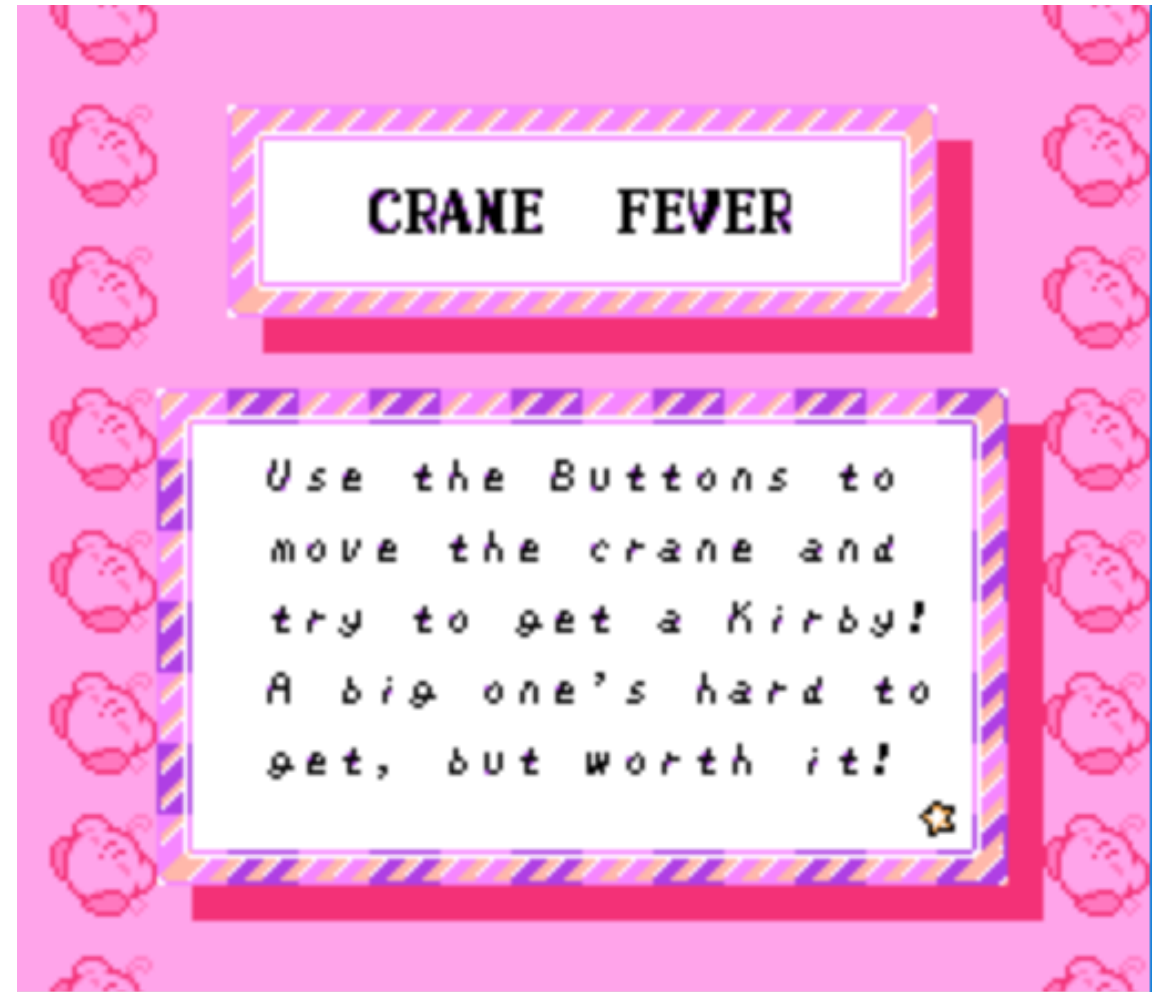 CRANE FEVER
Use the Buttons to
move the crane and
try to get a Kirby!
A big one's hard to
get, but worth it!